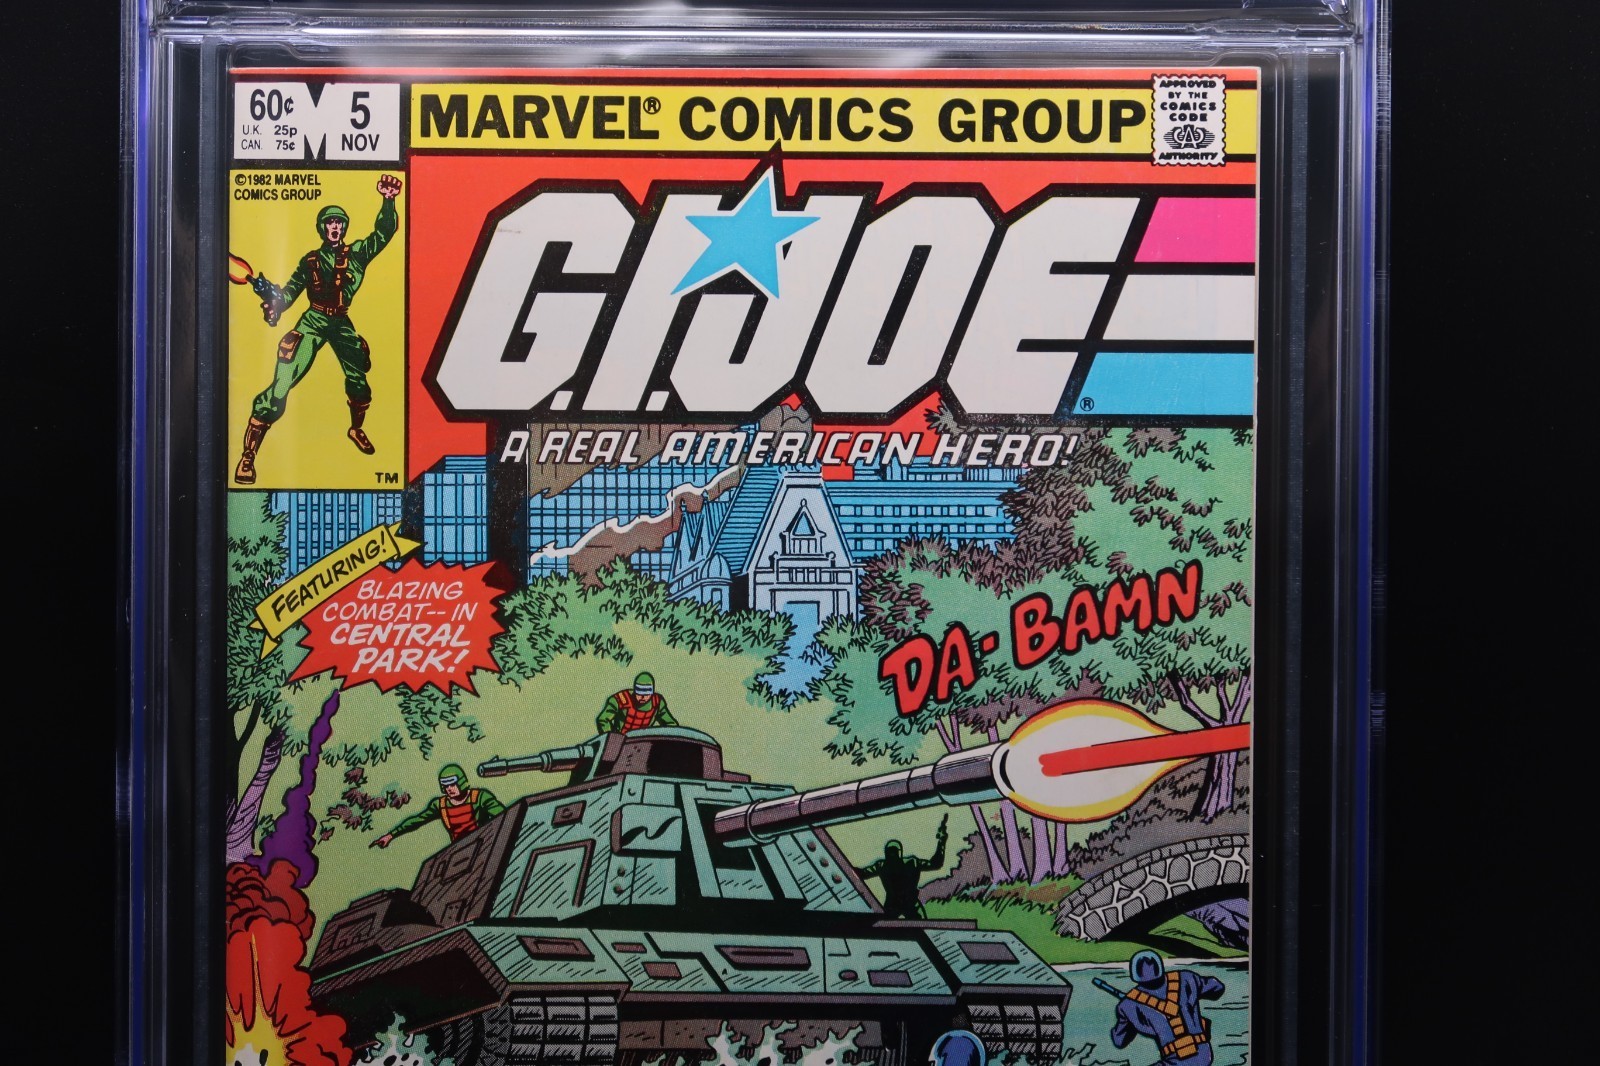 60¢
U.K. 25p
CAN. 75¢
5
NOV
MARVEL® COMICS GROUP
APPROVED
BY THE
COMICS
CODE
A
AUTHORITY
©1982 MARVEL
COMICS GROUP
TM
G.I. JOE
®
A REAL AMERICAN HERO!
FEATURING!
BLAZING
COMBAT-- IN
CENTRAL
PARK!
DA-BAMN